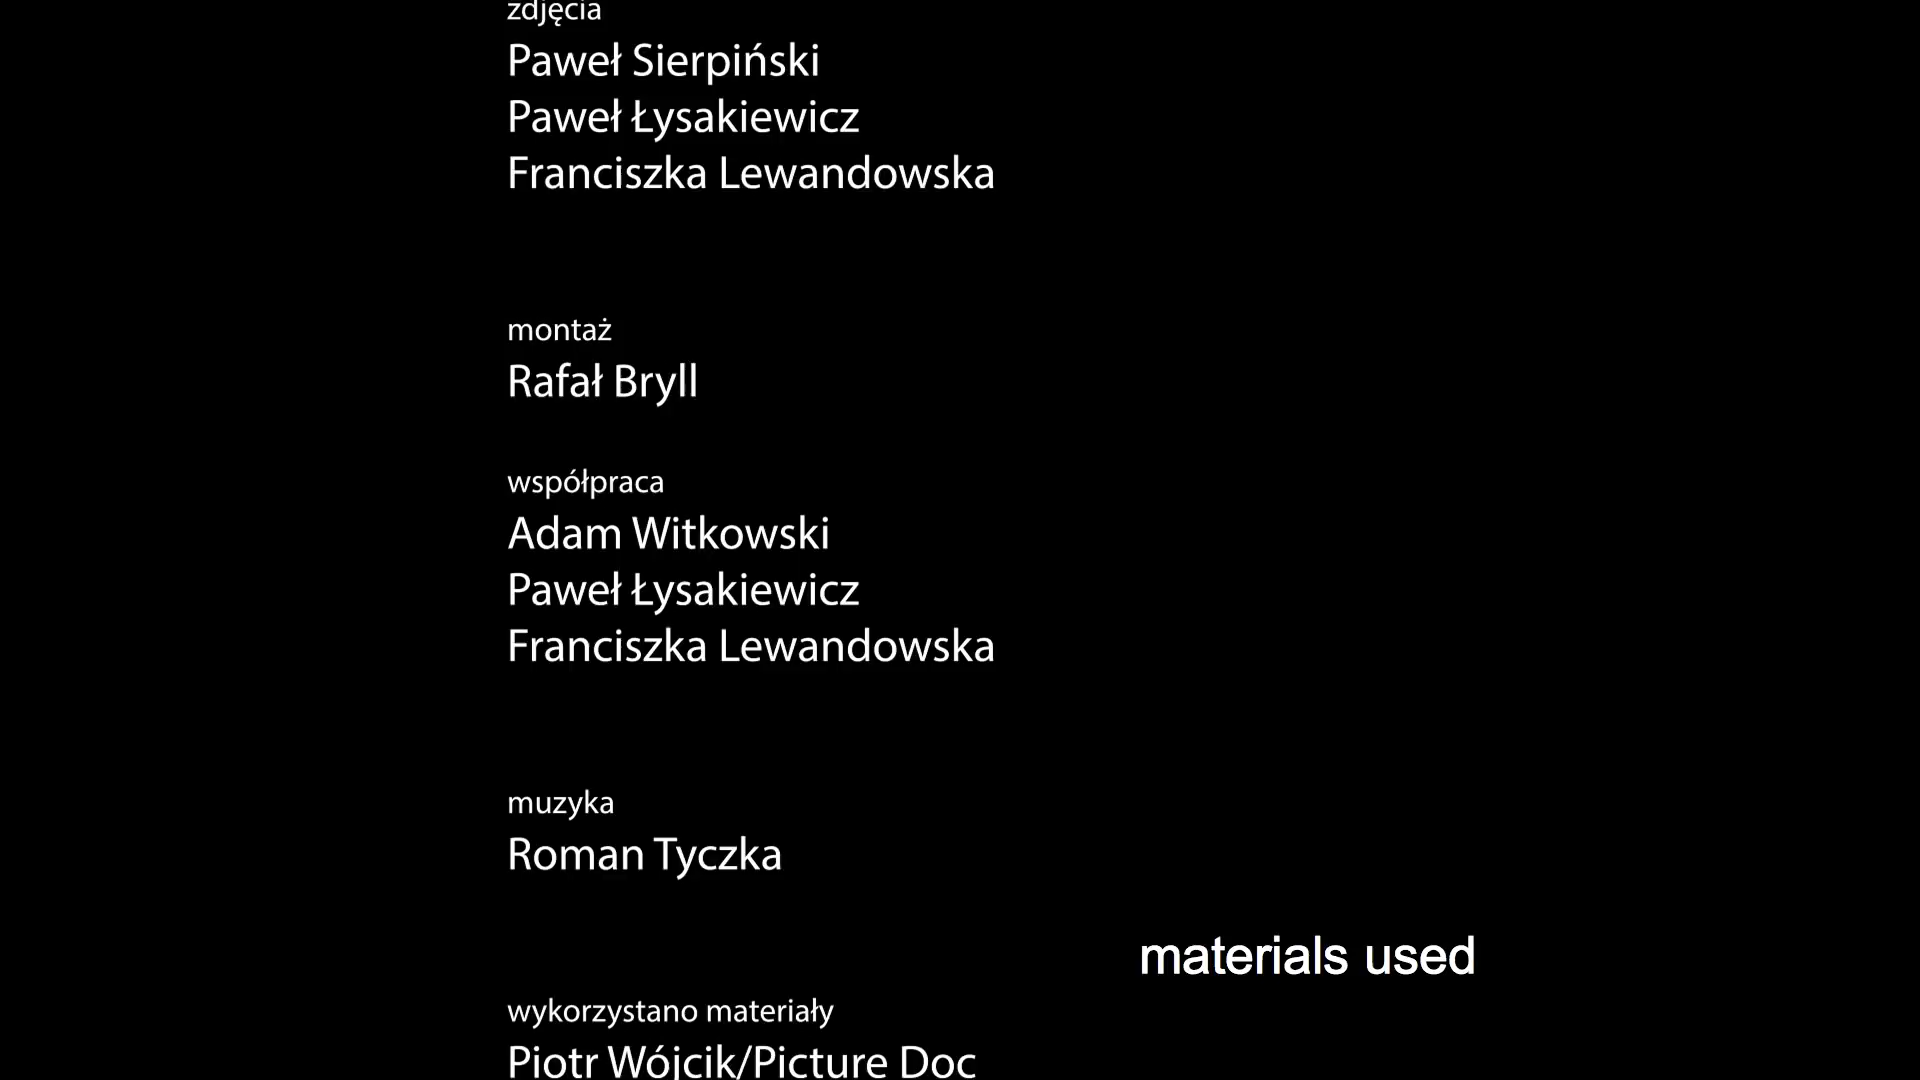 zdjęcia
Paweł Sierpiński
Paweł Łysakiewicz
Franciszka Lewandowska
montaż
Rafał Bryll
współpraca
Adam Witkowski
Paweł Łysakiewicz
Franciszka Lewandowska
muzyka
Roman Tyczka
materials used
wykorzystano materiały
Piotr Wójcik/Picture Doc